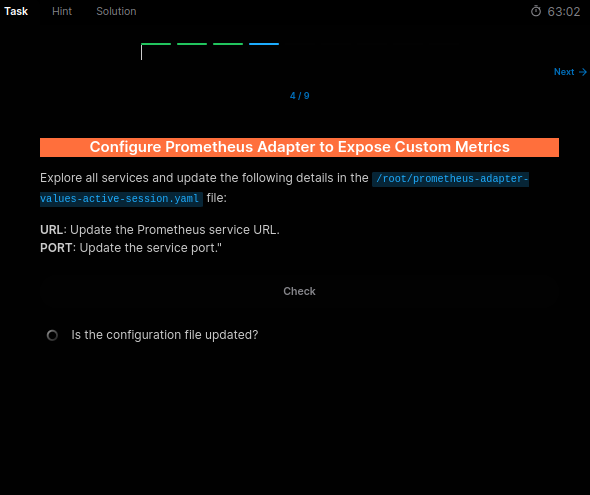 Task Hint Solution 63:02
Next →
4 / 9
Configure Prometheus Adapter to Expose Custom Metrics
Explore all services and update the following details in the /root/prometheus-adapter-
values-active-session.yaml file:
URL: Update the Prometheus service URL.
PORT: Update the service port."
Check
Is the configuration file updated?